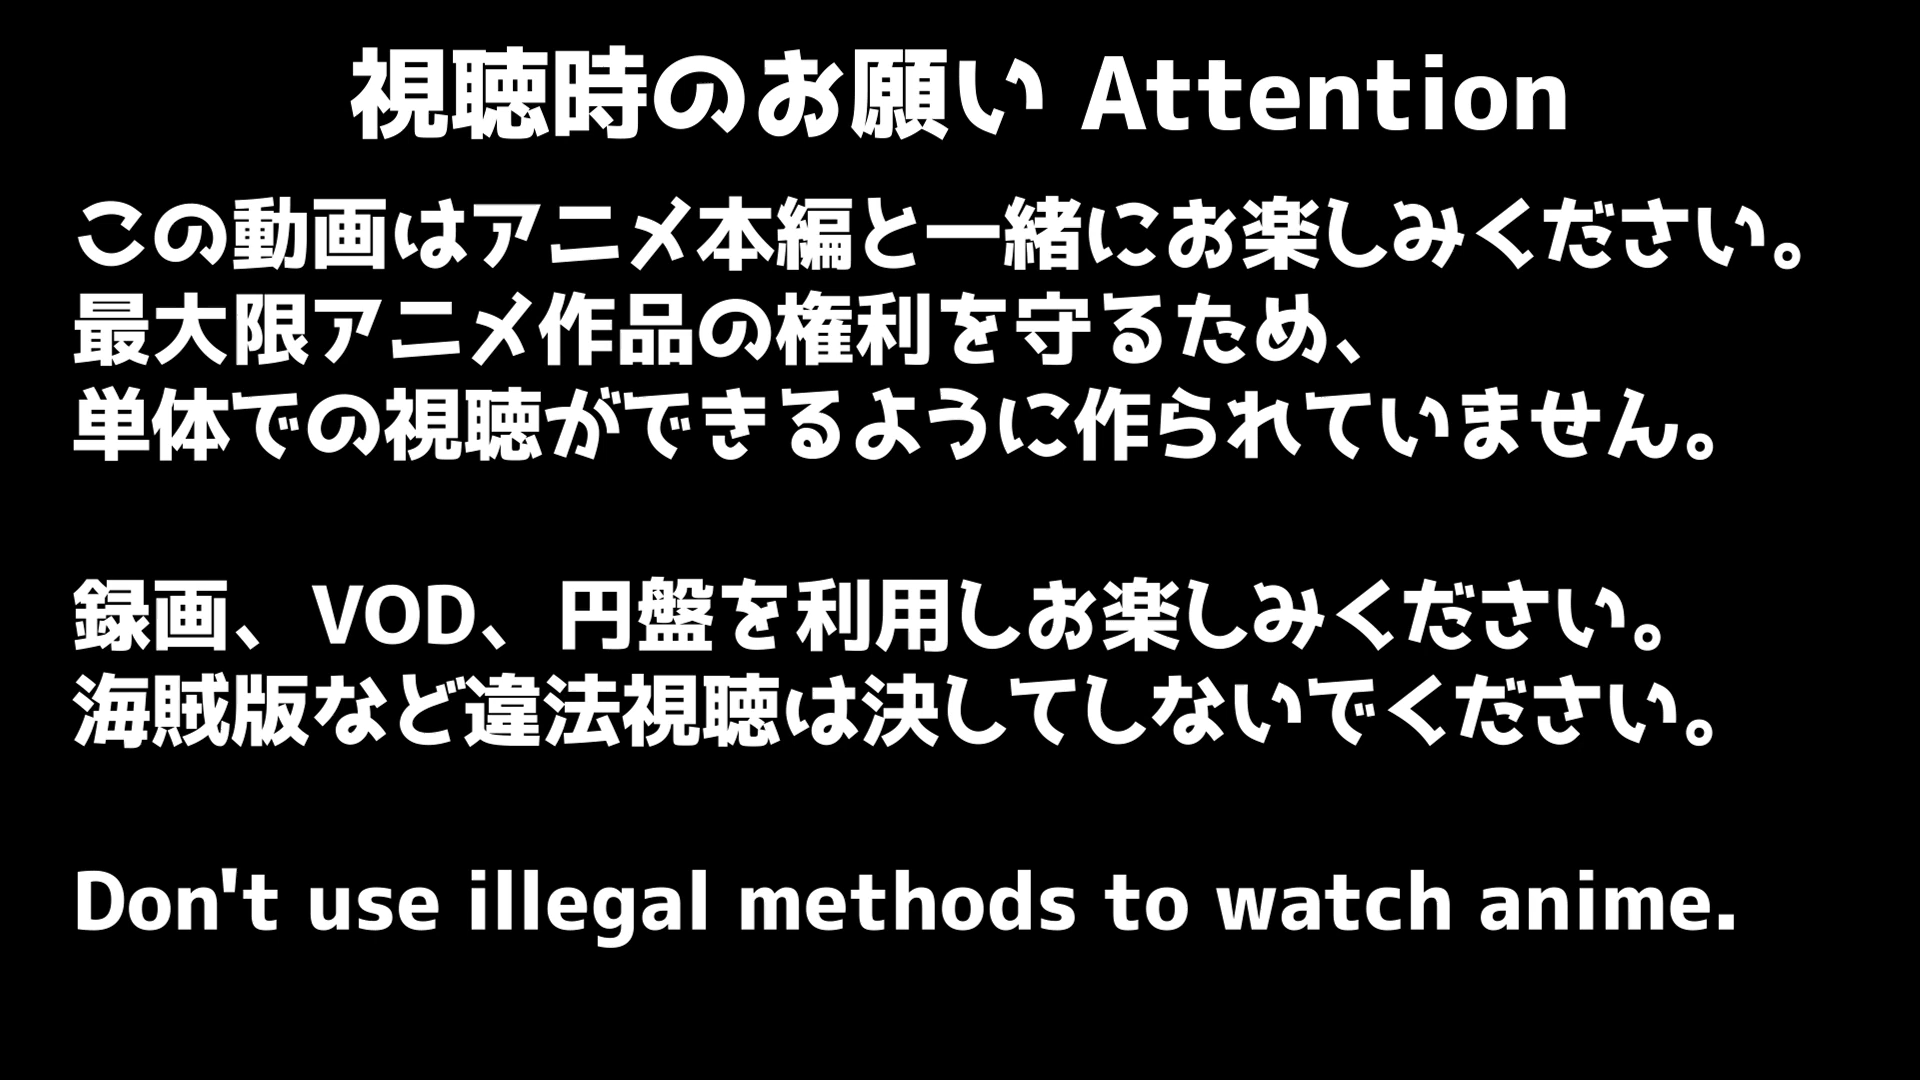 視聴時のお願い Attention
この動画はアニメ本編と一緒にお楽しみください。
最大限アニメ作品の権利を守るため、
単体での視聴ができるように作られていません。
録画、VOD、円盤を利用しお楽しみください。
海賊版など違法視聴は決してしないでください。
Don't use illegal methods to watch anime.